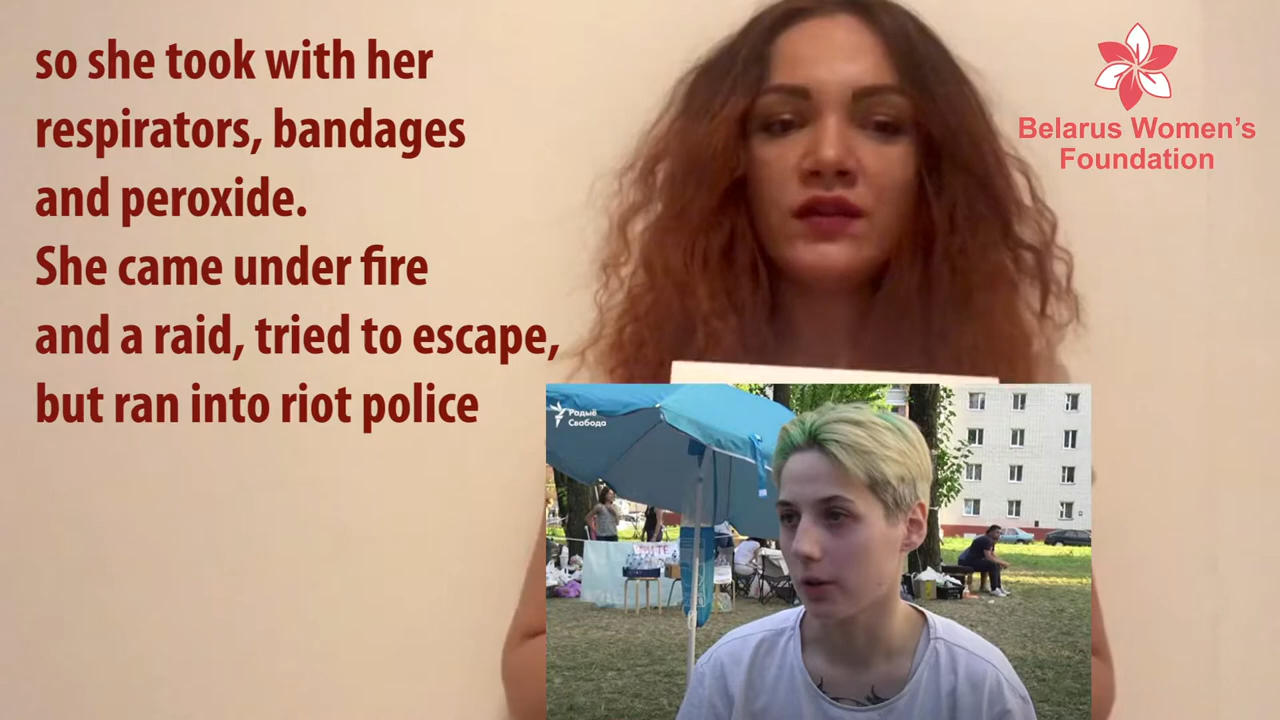 so she took with her
respirators, bandages
and peroxide.
She came under fire
and a raid, tried to escape,
but ran into riot police
Belarus Women's
Foundation
Радыё
Свабода